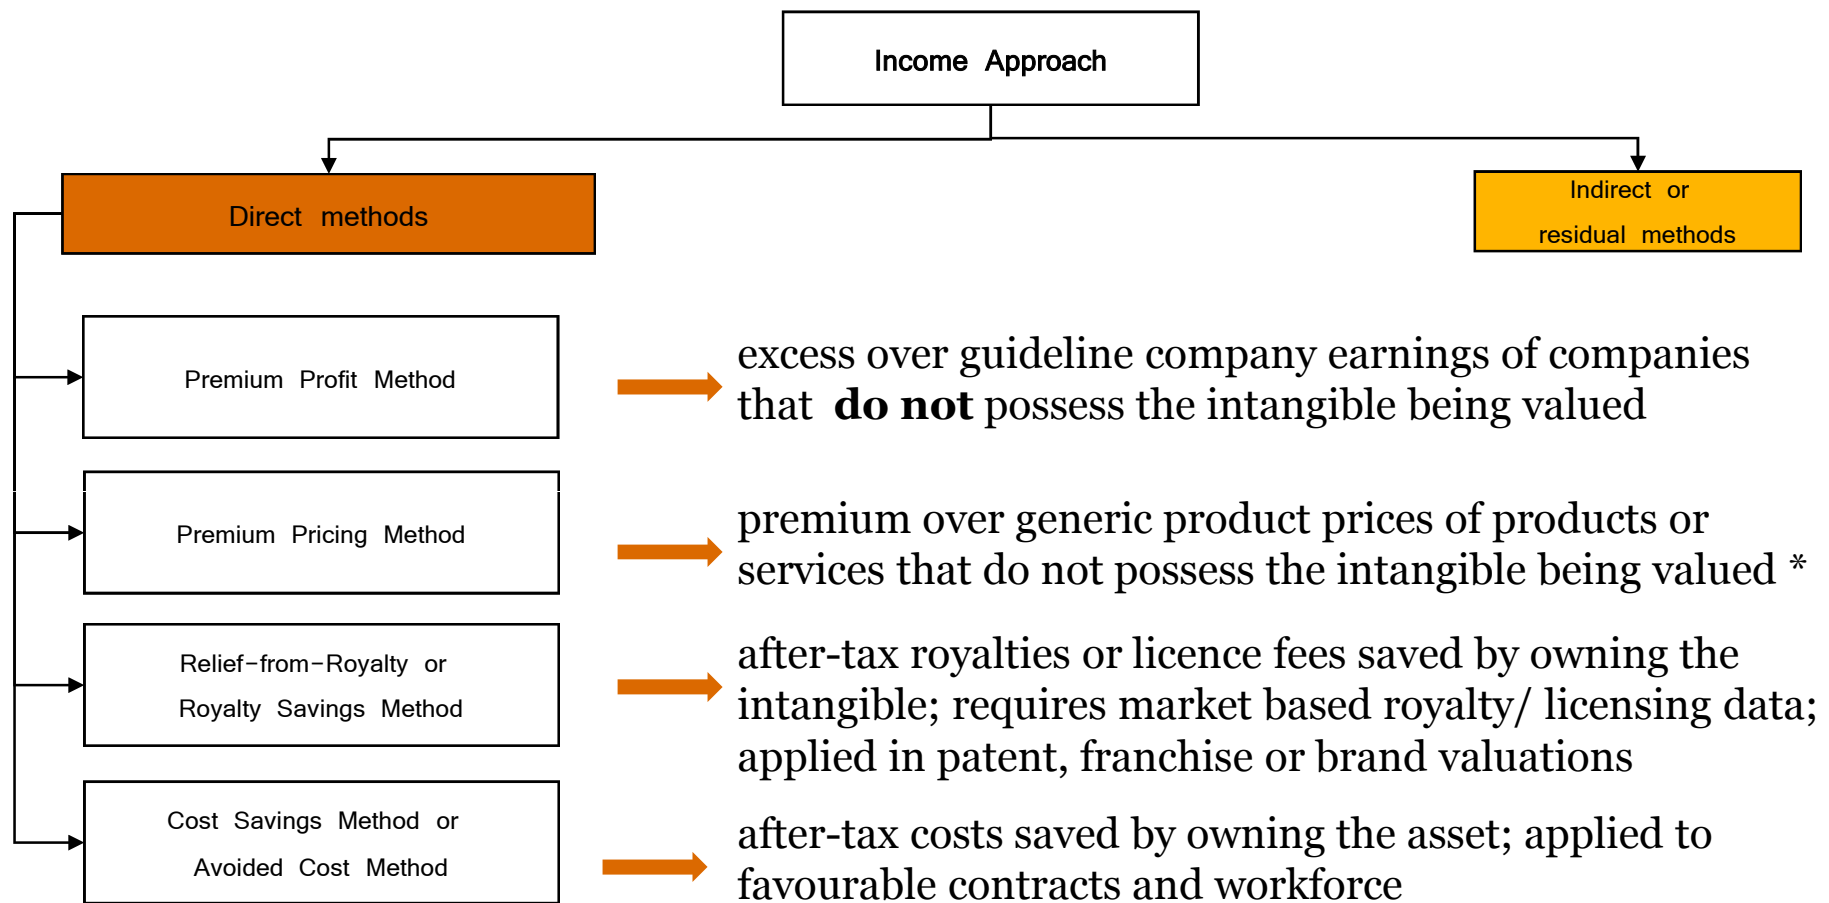 Income Approach
Direct methods
Indirect or
residual methods
Premium Profit Method
excess over guideline company earnings of companies
that do not possess the intangible being valued
Premium Pricing Method
premium over generic product prices of products or
services that do not possess the intangible being valued *
Relief-from-Royalty or
Royalty Savings Method
after-tax royalties or licence fees saved by owning the
intangible; requires market based royalty/ licensing data;
applied in patent, franchise or brand valuations
Cost Savings Method or
Avoided Cost Method
after-tax costs saved by owning the asset; applied to
favourable contracts and workforce